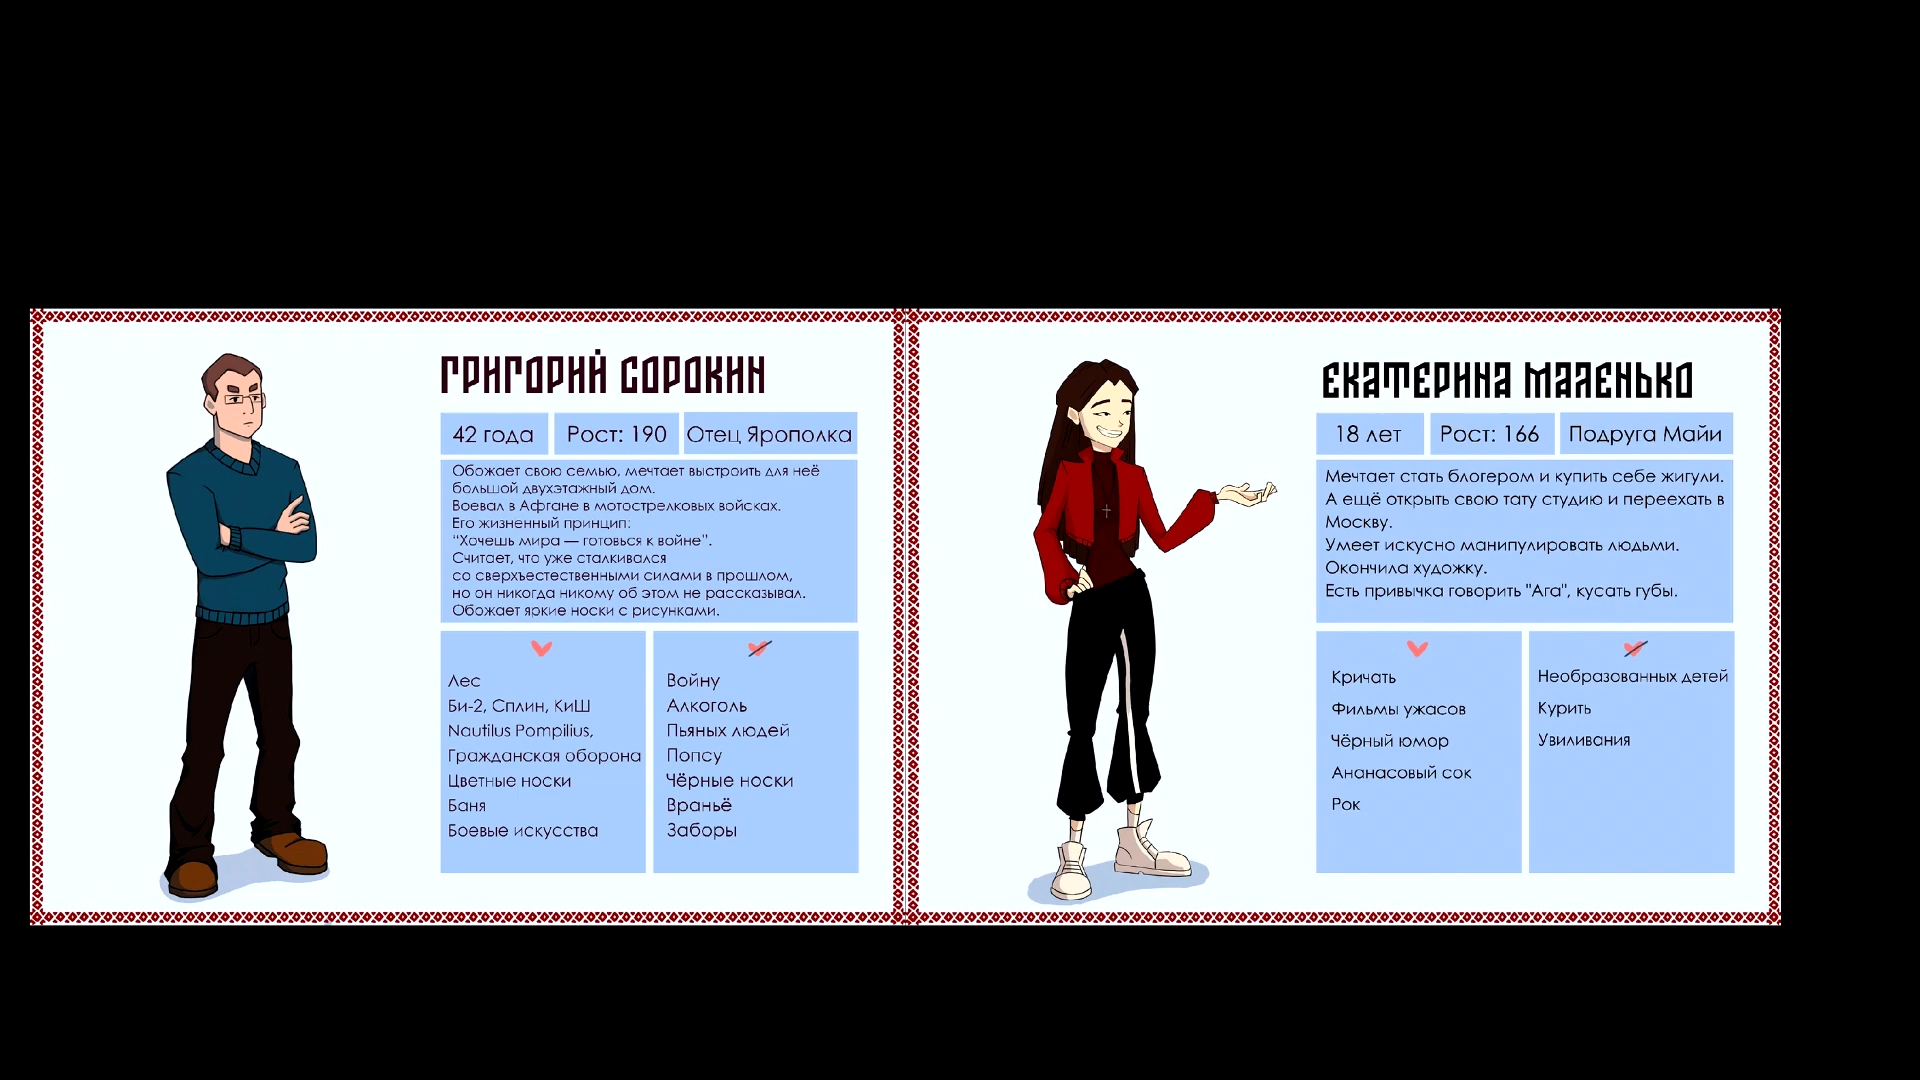 ГРИГОРИЙ СОРОКИН
42 года
Рост: 190
Отец Ярополка
Обожает свою семью, мечтает выстроить для неё
большой двухэтажный дом.
Воевал в Афгане в мотострелковых войсках.
Его жизненный принцип:
“Хочешь мира — готовься к войне”.
Считает, что уже сталкивался
со сверхъестественными силами в прошлом,
но он никогда никому об этом не рассказывал.
Обожает яркие носки с рисунками.
Лес
Би-2, Сплин, КиШ
Nautilus Pompilius,
Гражданская оборона
Цветные носки
Баня
Боевые искусства
Войну
Алкоголь
Пьяных людей
Попсу
Чёрные носки
Враньё
Заборы
ЕКАТЕРИНА МАЛЕНЬКО
18 лет
Рост: 166
Подруга Майи
Мечтает стать блогером и купить себе жигули.
А ещё открыть свою тату студию и переехать в
Москву.
Умеет искусно манипулировать людьми.
Окончила художку.
Есть привычка говорить "Ага", кусать губы.
Кричать
Фильмы ужасов
Чёрный юмор
Ананасовый сок
Рок
Необразованных детей
Курить
Увиливания